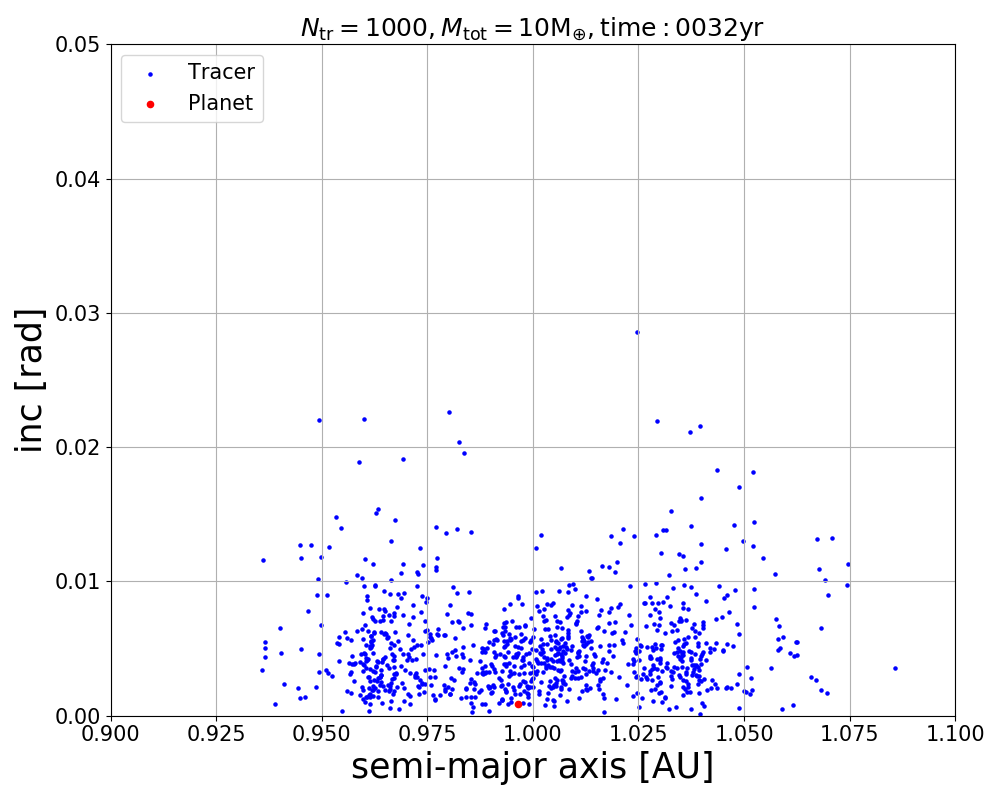 N_tr = 1000, M_tot = 10M_⊕, time : 0032yr
Tracer
Planet
inc [rad]
0.05
0.04
0.03
0.02
0.01
0.00
0.900 0.925 0.950 0.975 1.000 1.025 1.050 1.075 1.100
semi-major axis [AU]